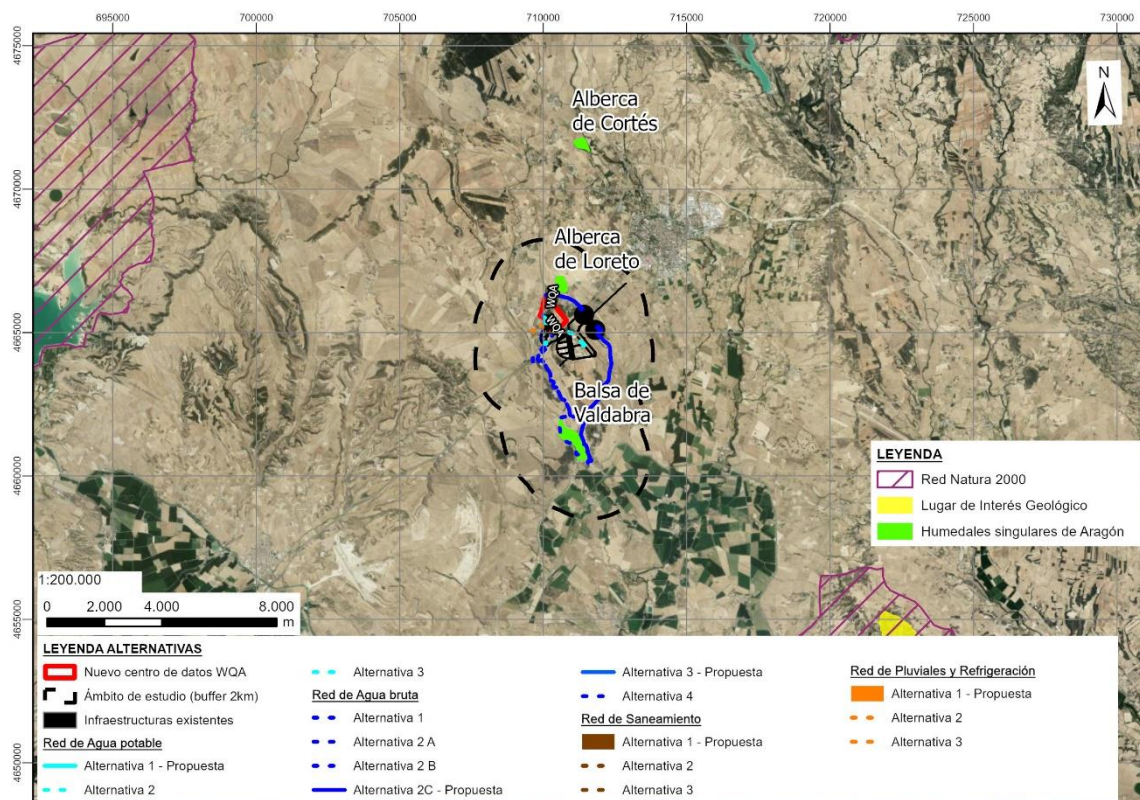 695000 700000 705000 710000 715000 720000 725000 730000
4675000
N
Alberca
de Cortés
4670000
Alberca
de Loreto
WQA
WQA
4665000
Balsa de
Valdabra
4660000
LEYENDA
Red Natura 2000
Lugar de Interés Geológico
Humedales singulares de Aragón
1:200.000
0 2.000 4.000 8.000
m
4655000
LEYENDA ALTERNATIVAS
Nuevo centro de datos WQA
Ámbito de estudio (buffer 2km)
Infraestructuras existentes
Red de Agua potable
Alternativa 1 - Propuesta
Alternativa 2
Alternativa 3
Red de Agua bruta
Alternativa 1
Alternativa 2 A
Alternativa 2 B
Alternativa 2C - Propuesta
Alternativa 3 - Propuesta
Alternativa 4
Red de Saneamiento
Alternativa 1 - Propuesta
Alternativa 2
Alternativa 3
Red de Pluviales y Refrigeración
Alternativa 1 - Propuesta
Alternativa 2
Alternativa 3
4650000